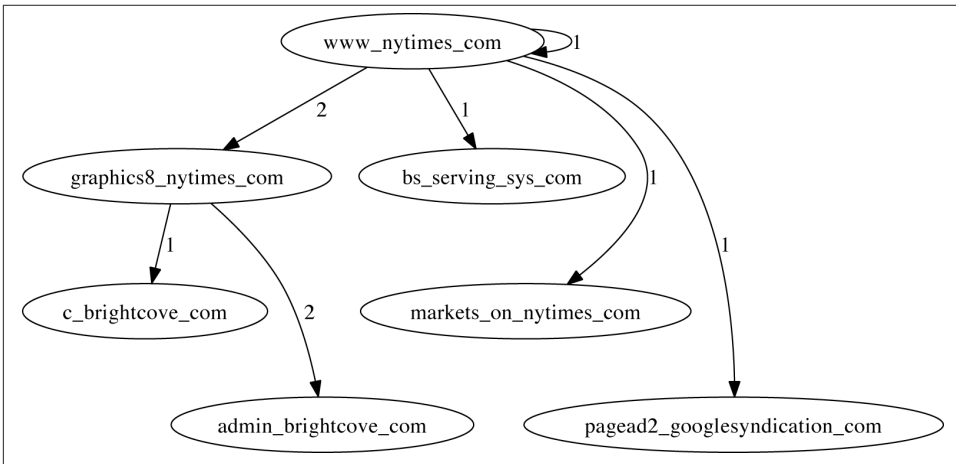 www_nytimes_com
1
2
1
graphics8_nytimes_com
bs_serving_sys_com
1
1
1
c_brightcove_com
2
markets_on_nytimes_com
admin_brightcove_com
pagead2_googlesyndication_com